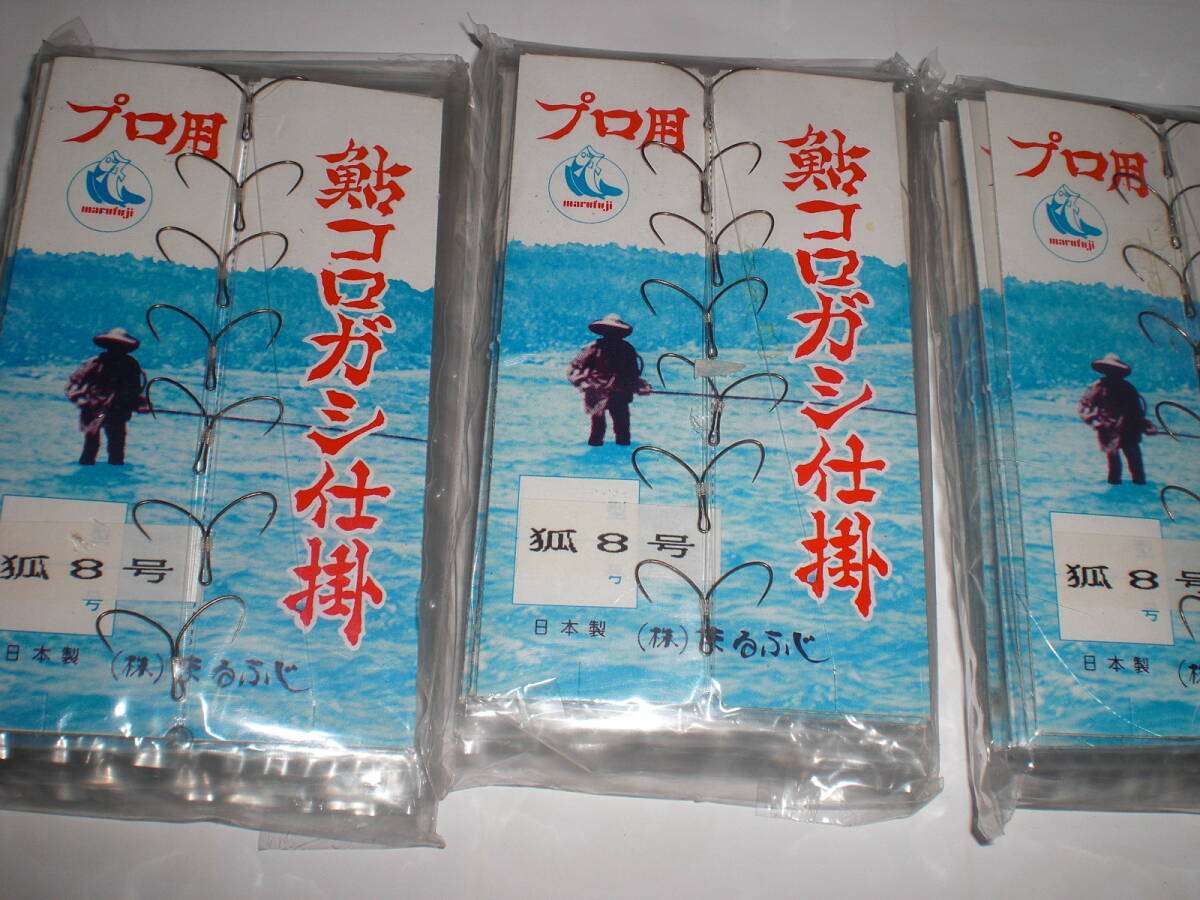 プロ用
marufuji
鮎コロガシ仕掛
狐8号
日本製
(株)まるふじ
プロ用
marufuji
鮎コロガシ仕掛
狐8号
日本製
(株)まるふじ
プロ用
marufuji
狐8号
日本製
(株